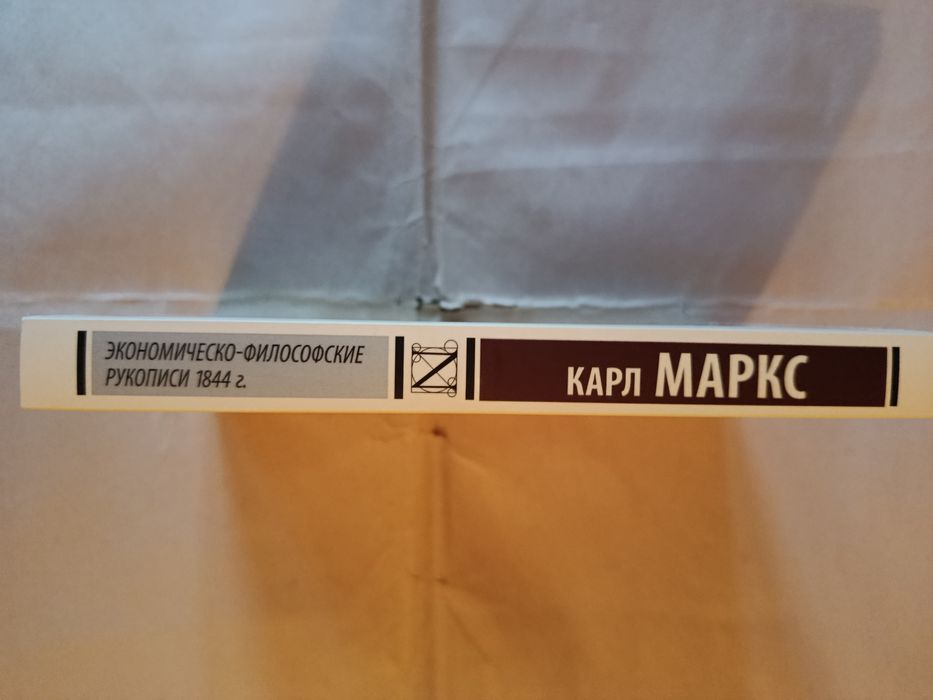 ЭКОНОМИЧЕСКО-ФИЛОСОФСКИЕ
РУКОПИСИ 1844 г.
КАРЛ МАРКС